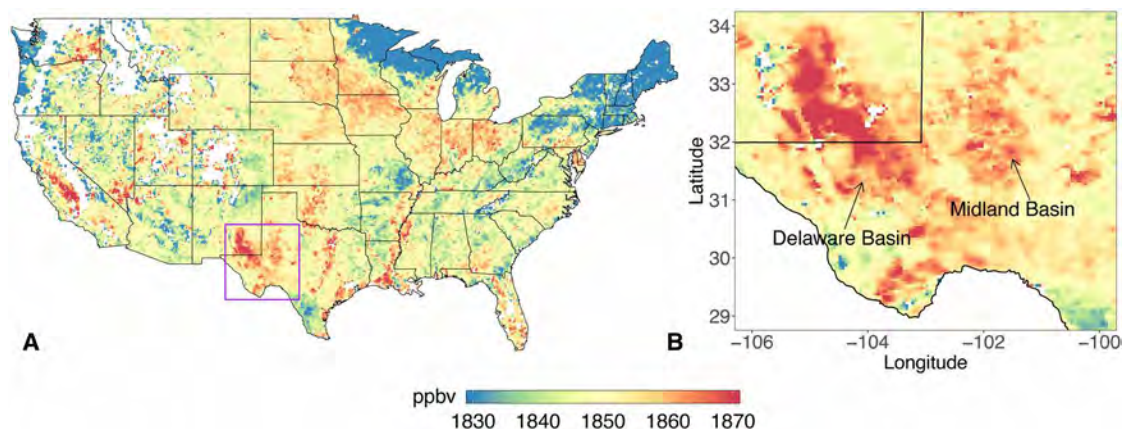 34
33
32
31
30
29
Latitude
Midland Basin
Delaware Basin
A
B
−106
−104
−102
−100
Longitude
ppbv
1830
1840
1850
1860
1870